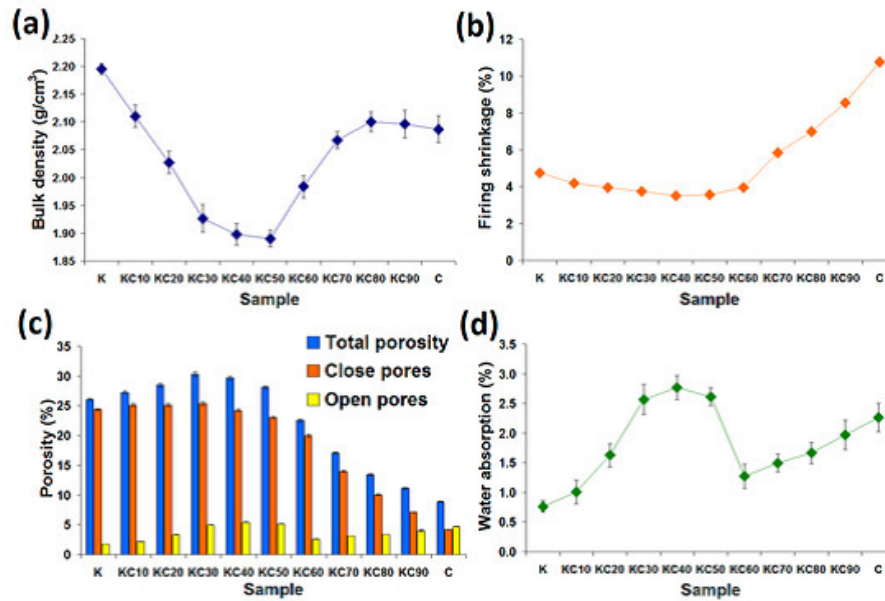 (a)
Bulk density (g/cm³)
2.25
2.20
2.15
2.10
2.05
2.00
1.95
1.90
1.85
K KC10 KC20 KC30 KC40 KC50 KC60 KC70 KC80 KC90 C
Sample
(b)
Firing shrinkage (%)
12
10
8
6
4
2
0
K KC10 KC20 KC30 KC40 KC50 KC60 KC70 KC80 KC90 C
Sample
(c)
Porosity (%)
35
30
25
20
15
10
5
0
Total porosity
Close pores
Open pores
K KC10 KC20 KC30 KC40 KC50 KC60 KC70 KC80 KC90 C
Sample
(d)
Water absorption (%)
3.5
3.0
2.5
2.0
1.5
1.0
0.5
0.0
K KC10 KC20 KC30 KC40 KC50 KC60 KC70 KC80 KC90 C
Sample